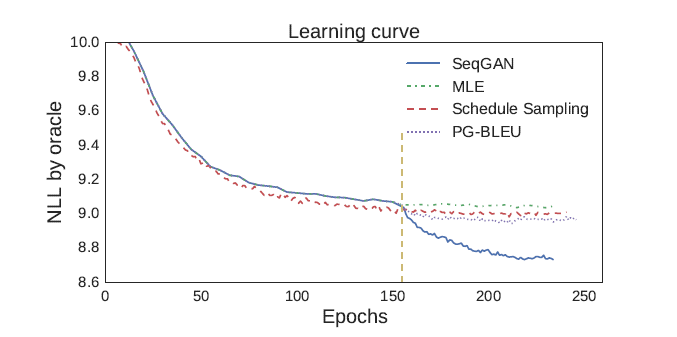 Learning curve
10.0
9.8
9.6
9.4
9.2
9.0
8.8
8.6
NLL by oracle
SeqGAN
MLE
Schedule Sampling
PG-BLEU
0 50 100 150 200 250
Epochs